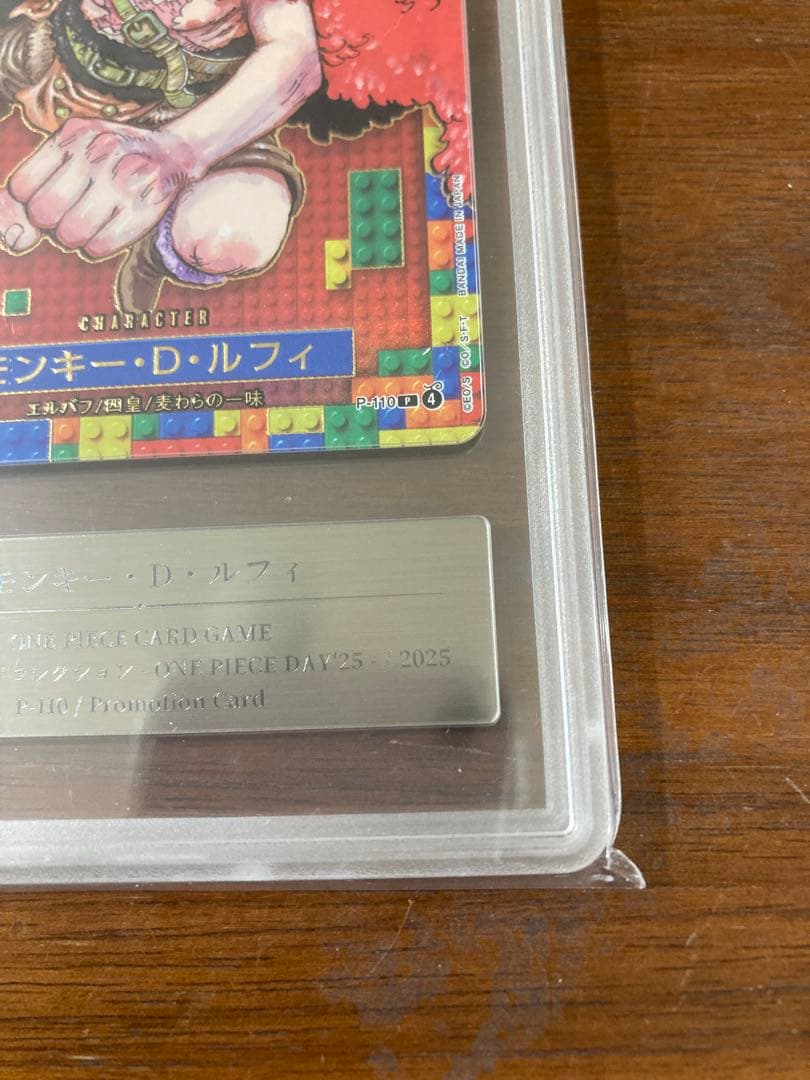 CHARACTER
モンキー・D・ルフィ
エルバフ/四皇/麦わらの一味
P-110 P 4
©EO/S ©O/S･F･T BANDAI MADE IN JAPAN
モンキー・D・ルフィ
ONE PIECE CARD GAME
コレクション - ONE PIECE DAY'25 - / 2025
P-110 / Promotion Card